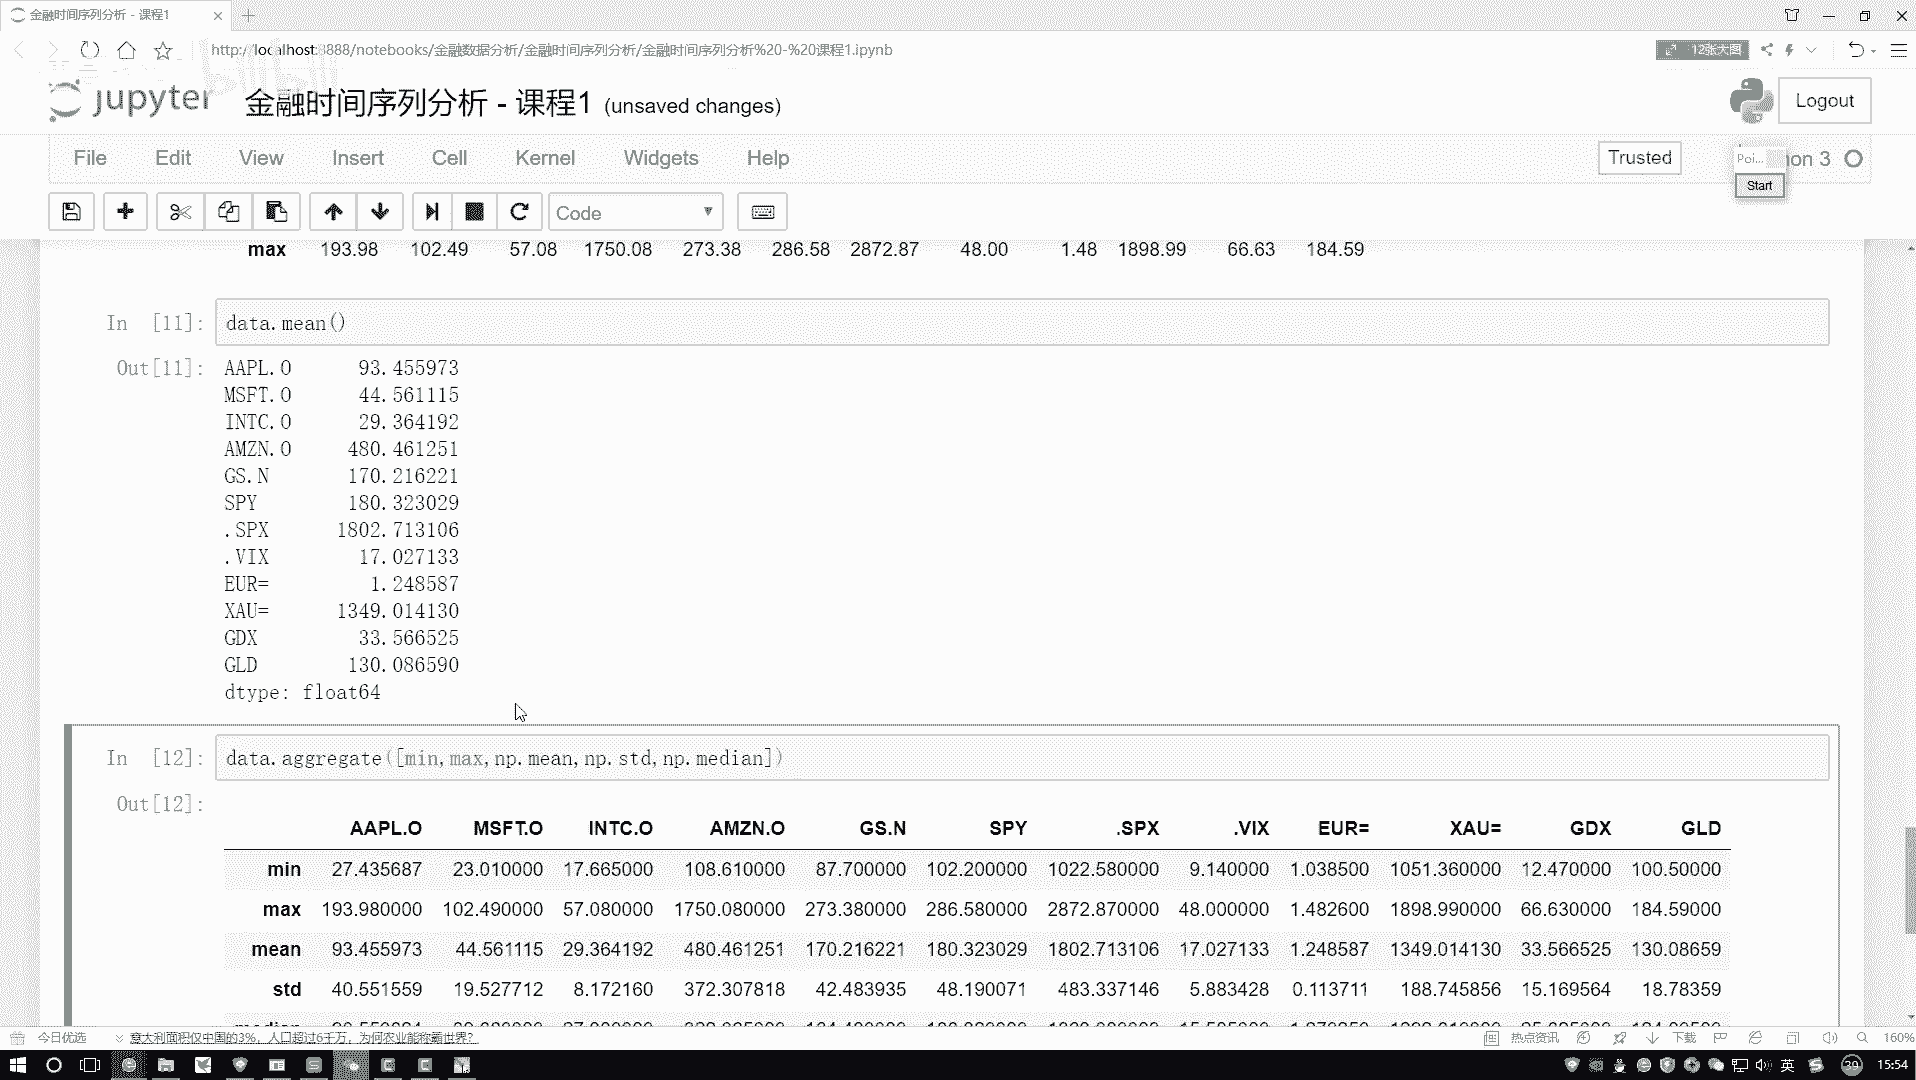 金融时间序列分析 - 课程1
http://localhost:8888/notebooks/金融数据分析/金融时间序列分析/金融时间序列分析%20-%20课程1.ipynb
12张大图
jupyter 金融时间序列分析 - 课程1 (unsaved changes)
Logout
File Edit View Insert Cell Kernel Widgets Help
Trusted
Poi... hon 3
Start
Code
max 193.98 102.49 57.08 1750.08 273.38 286.58 2872.87 48.00 1.48 1898.99 66.63 184.59
In [11]: data.mean()
Out[11]: AAPL.O 93.455973
MSFT.O 44.561115
INTC.O 29.364192
AMZN.O 480.461251
GS.N 170.216221
SPY 180.323029
.SPX 1802.713106
.VIX 17.027133
EUR= 1.248587
XAU= 1349.014130
GDX 33.566525
GLD 130.086590
dtype: float64
In [12]: data.aggregate([min,max,np.mean,np.std,np.median])
Out[12]:
AAPL.O MSFT.O INTC.O AMZN.O GS.N SPY .SPX .VIX EUR= XAU= GDX GLD
min 27.435687 23.010000 17.665000 108.610000 87.700000 102.200000 1022.580000 9.140000 1.038500 1051.360000 12.470000 100.50000
max 193.980000 102.490000 57.080000 1750.080000 273.380000 286.580000 2872.870000 48.000000 1.482600 1898.990000 66.630000 184.59000
mean 93.455973 44.561115 29.364192 480.461251 170.216221 180.323029 1802.713106 17.027133 1.248587 1349.014130 33.566525 130.08659
std 40.551559 19.527712 8.172160 372.307818 42.483935 48.190071 483.337146 5.883428 0.113711 188.745856 15.169564 18.78359
今日优选 意大利面积仅中国的3%，人口超过6千万，为何农业能称霸世界？ 热点资讯 下载 160%
英 39 15:54